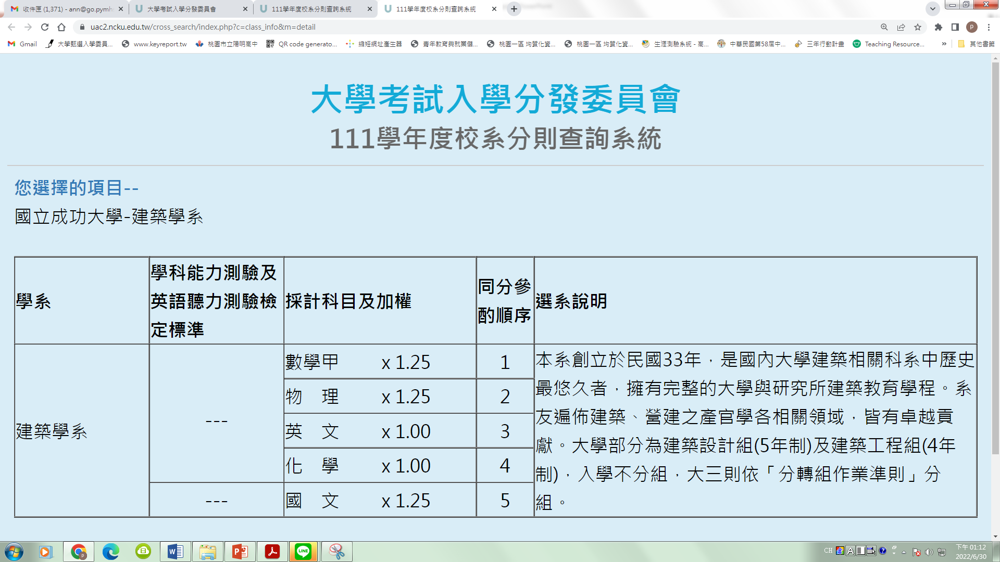 收件匣 (1,371) - ann@go.pymh
大學考試入學分發委員會
111學年度校系分則查詢系統
111學年度校系分則查詢系統
uac2.ncku.edu.tw/cross_search/index.php?c=class_info&m=detail
Gmail
大學甄選入學委員...
www.keyreport.tw
桃園市立陽明高中
QR code generato...
縮短網址產生器
青年教育與就業儲...
桃園一區 均質化資...
桃園一區 均質化資...
生涯測驗系統 - 高...
中華民國第58屆中...
三年行動計畫
Teaching Resource...
»
其他書籤
大學考試入學分發委員會
111學年度校系分則查詢系統
您選擇的項目--
國立成功大學-建築學系
學系
學科能力測驗及
英語聽力測驗檢
定標準
採計科目及加權
同分參
酌順序
選系說明
建築學系
---
數學甲 x 1.25 1
物 理 x 1.25 2
英 文 x 1.00 3
化 學 x 1.00 4
---
國 文 x 1.25 5
本系創立於民國33年，是國內大學建築相關科系中歷史
最悠久者，擁有完整的大學與研究所建築教育學程。系
友遍佈建築、營建之產官學各相關領域，皆有卓越貢
獻。大學部分為建築設計組(5年制)及建築工程組(4年
制)，入學不分組，大三則依「分轉組作業準則」分
組。
CH
下午 01:12
2022/6/30